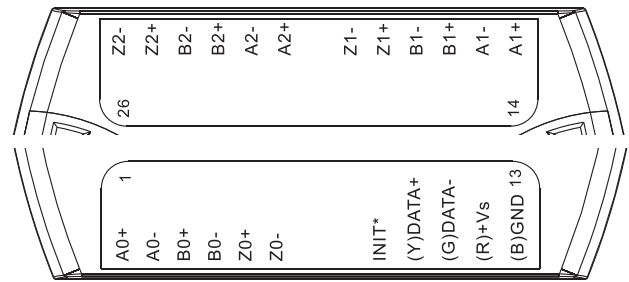 Z2-
Z2+
B2-
B2+
A2-
A2+
Z1-
Z1+
B1-
B1+
A1-
A1+
26
14
1
13
A0+
A0-
B0+
B0-
Z0+
Z0-
INIT*
(Y)DATA+
(G)DATA-
(R)+Vs
(B)GND